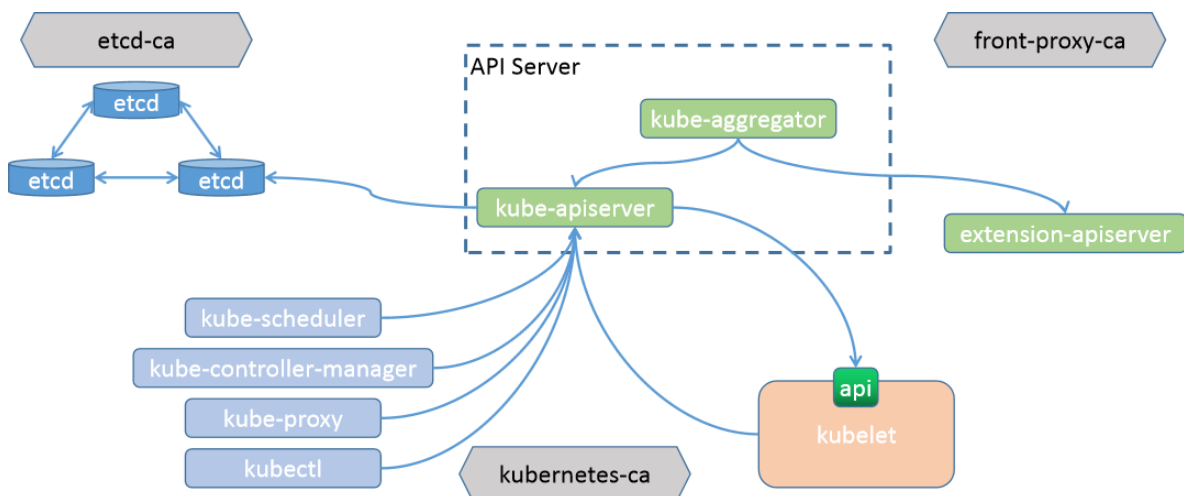 etcd-ca
front-proxy-ca
API Server
etcd
kube-aggregator
etcd
etcd
kube-apiserver
extension-apiserver
kube-scheduler
kube-controller-manager
api
kube-proxy
kubelet
kubectl
kubernetes-ca